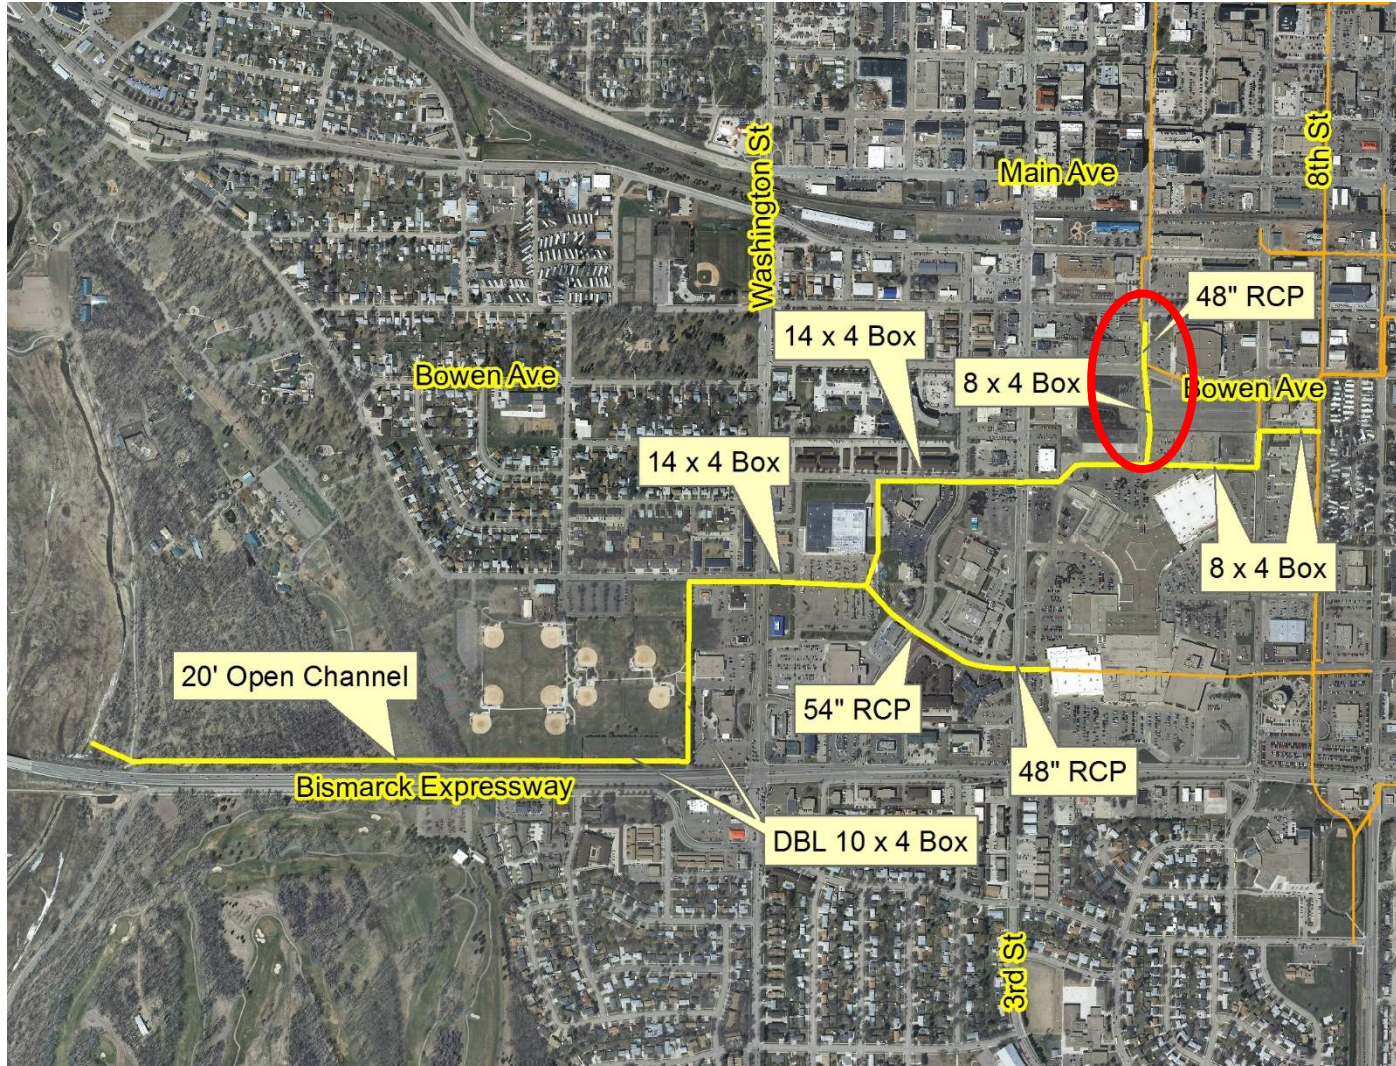 Washington St
Main Ave
8th St
48" RCP
14 x 4 Box
8 x 4 Box
Bowen Ave
Bowen Ave
14 x 4 Box
8 x 4 Box
20' Open Channel
54" RCP
48" RCP
Bismarck Expressway
DBL 10 x 4 Box
3rd St